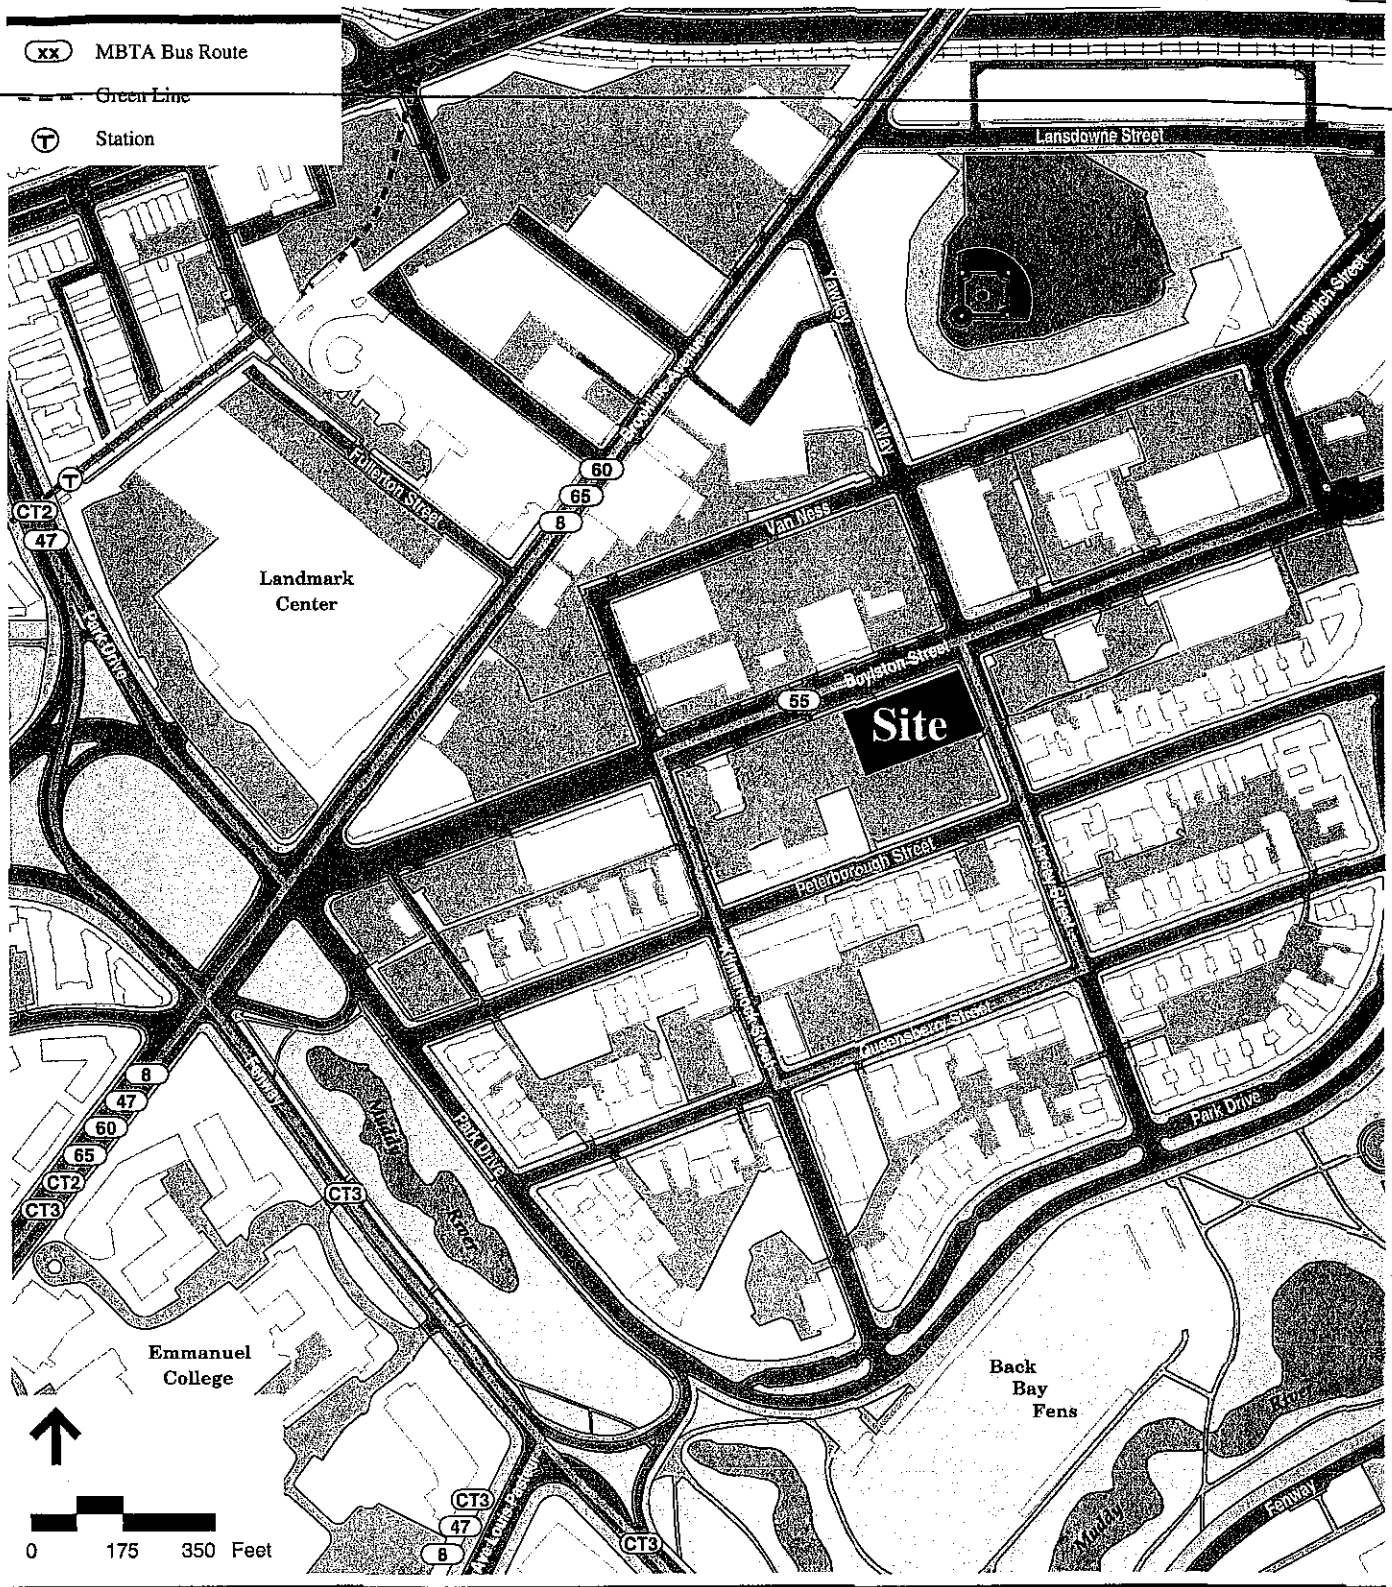 xx MBTA Bus Route
Green Line
T Station
Lansdowne Street
Ipswich Street
Yawkey
Way
Brookline Avenue
Fullerton Street
T
60
65
8
CT2
47
Van Ness
Landmark
Center
Park Drive
Boylston Street
55
Site
Peterborough Street
Jersey Street
Kilmarnock Street
Queensberry Street
Park Drive
8
47
60
65
CT2
CT3
Fenway
Muddy
River
Park Drive
CT3
Emmanuel
College
Back
Bay
Fens
River
Muddy
Fenway
CT3
47
8
CT3
0 175 350 Feet